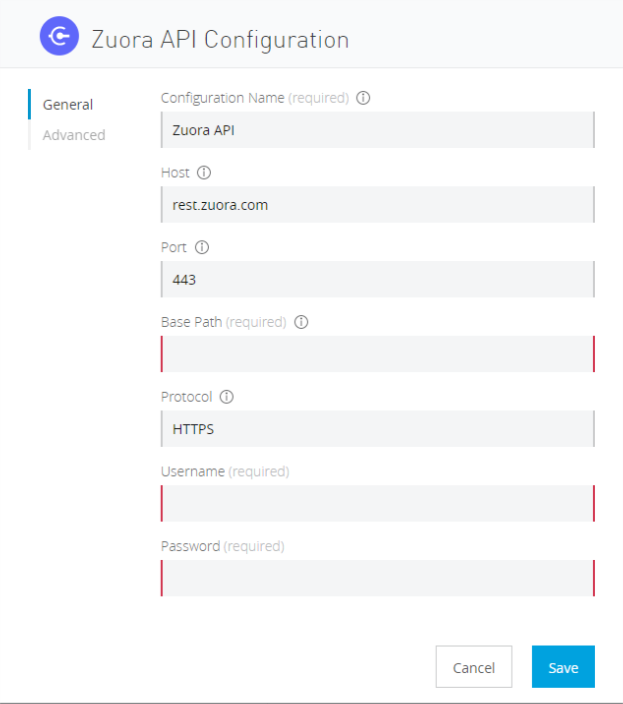 Zuora API Configuration
General
Advanced
Configuration Name (required)
Zuora API
Host
rest.zuora.com
Port
443
Base Path (required)
Protocol
HTTPS
Username (required)
Password (required)
Cancel
Save